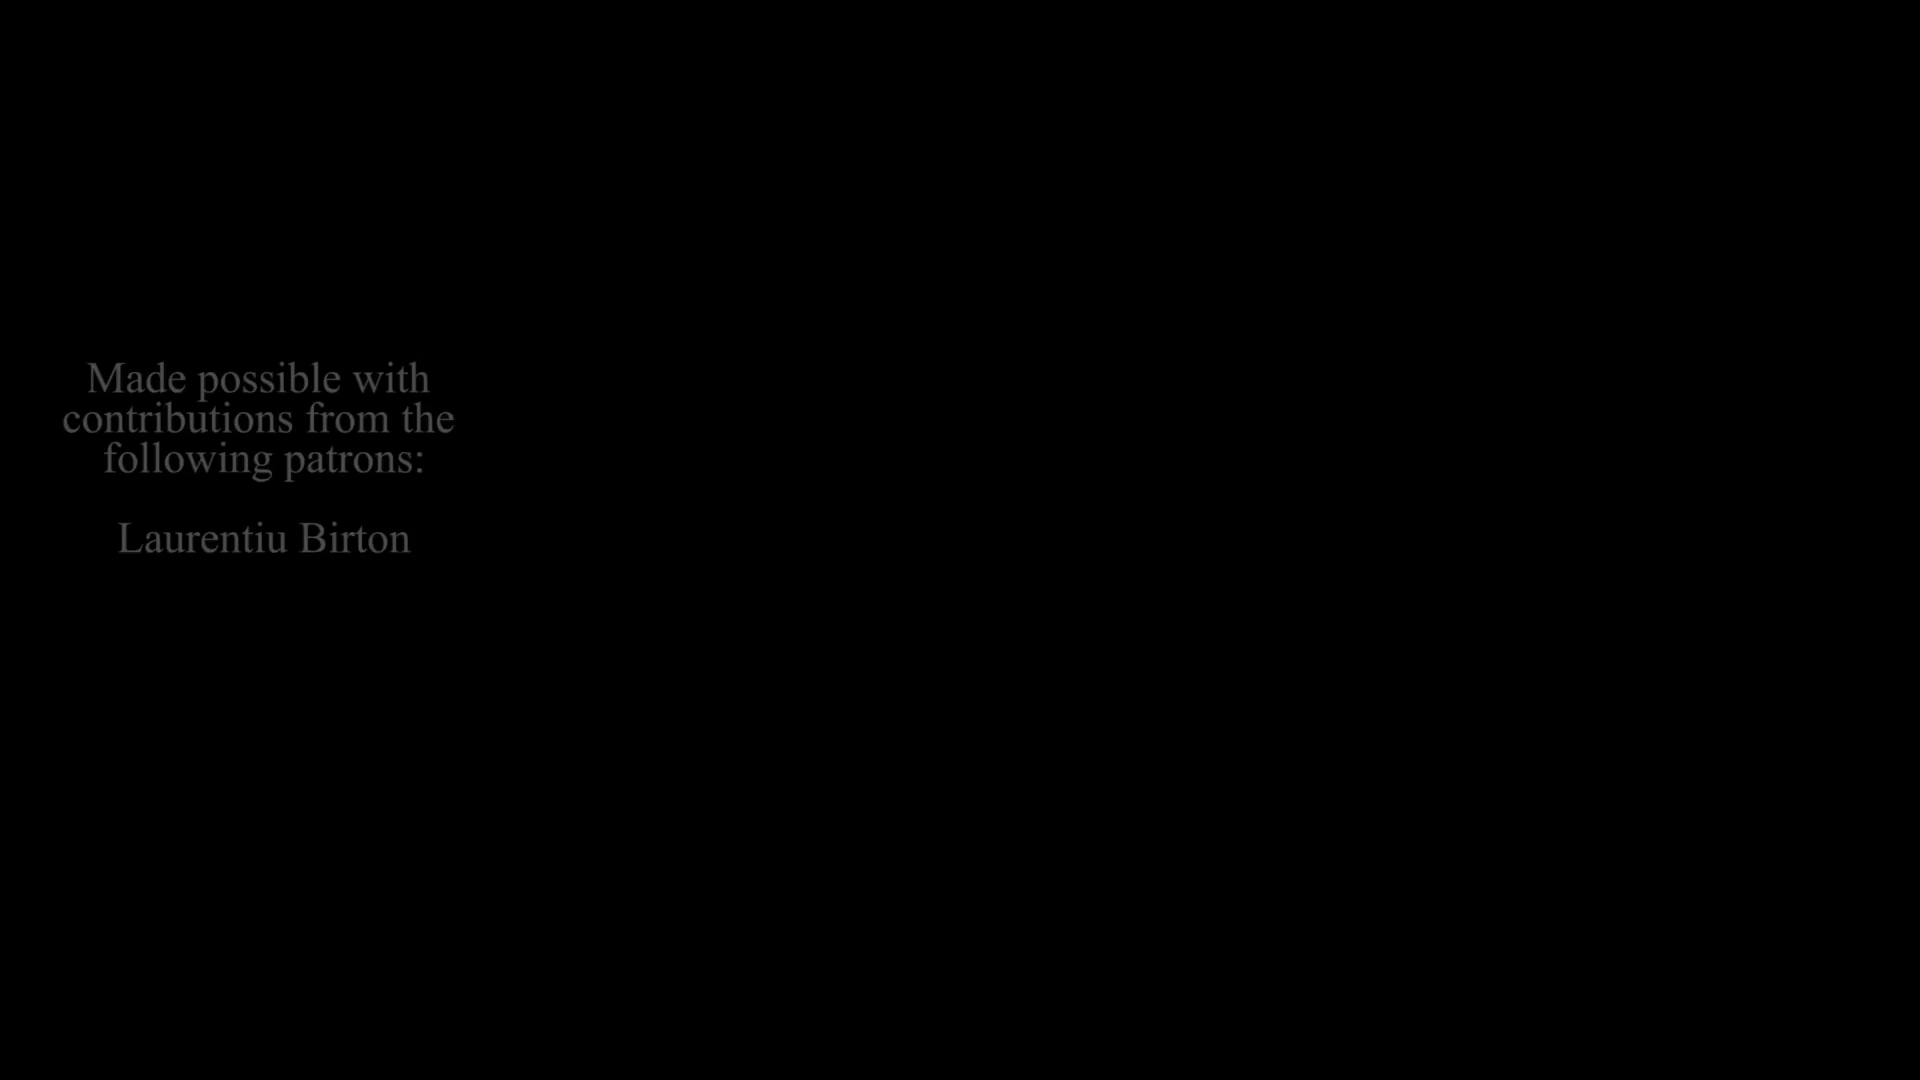 Made possible with
contributions from the
following patrons:
Laurentiu Birton